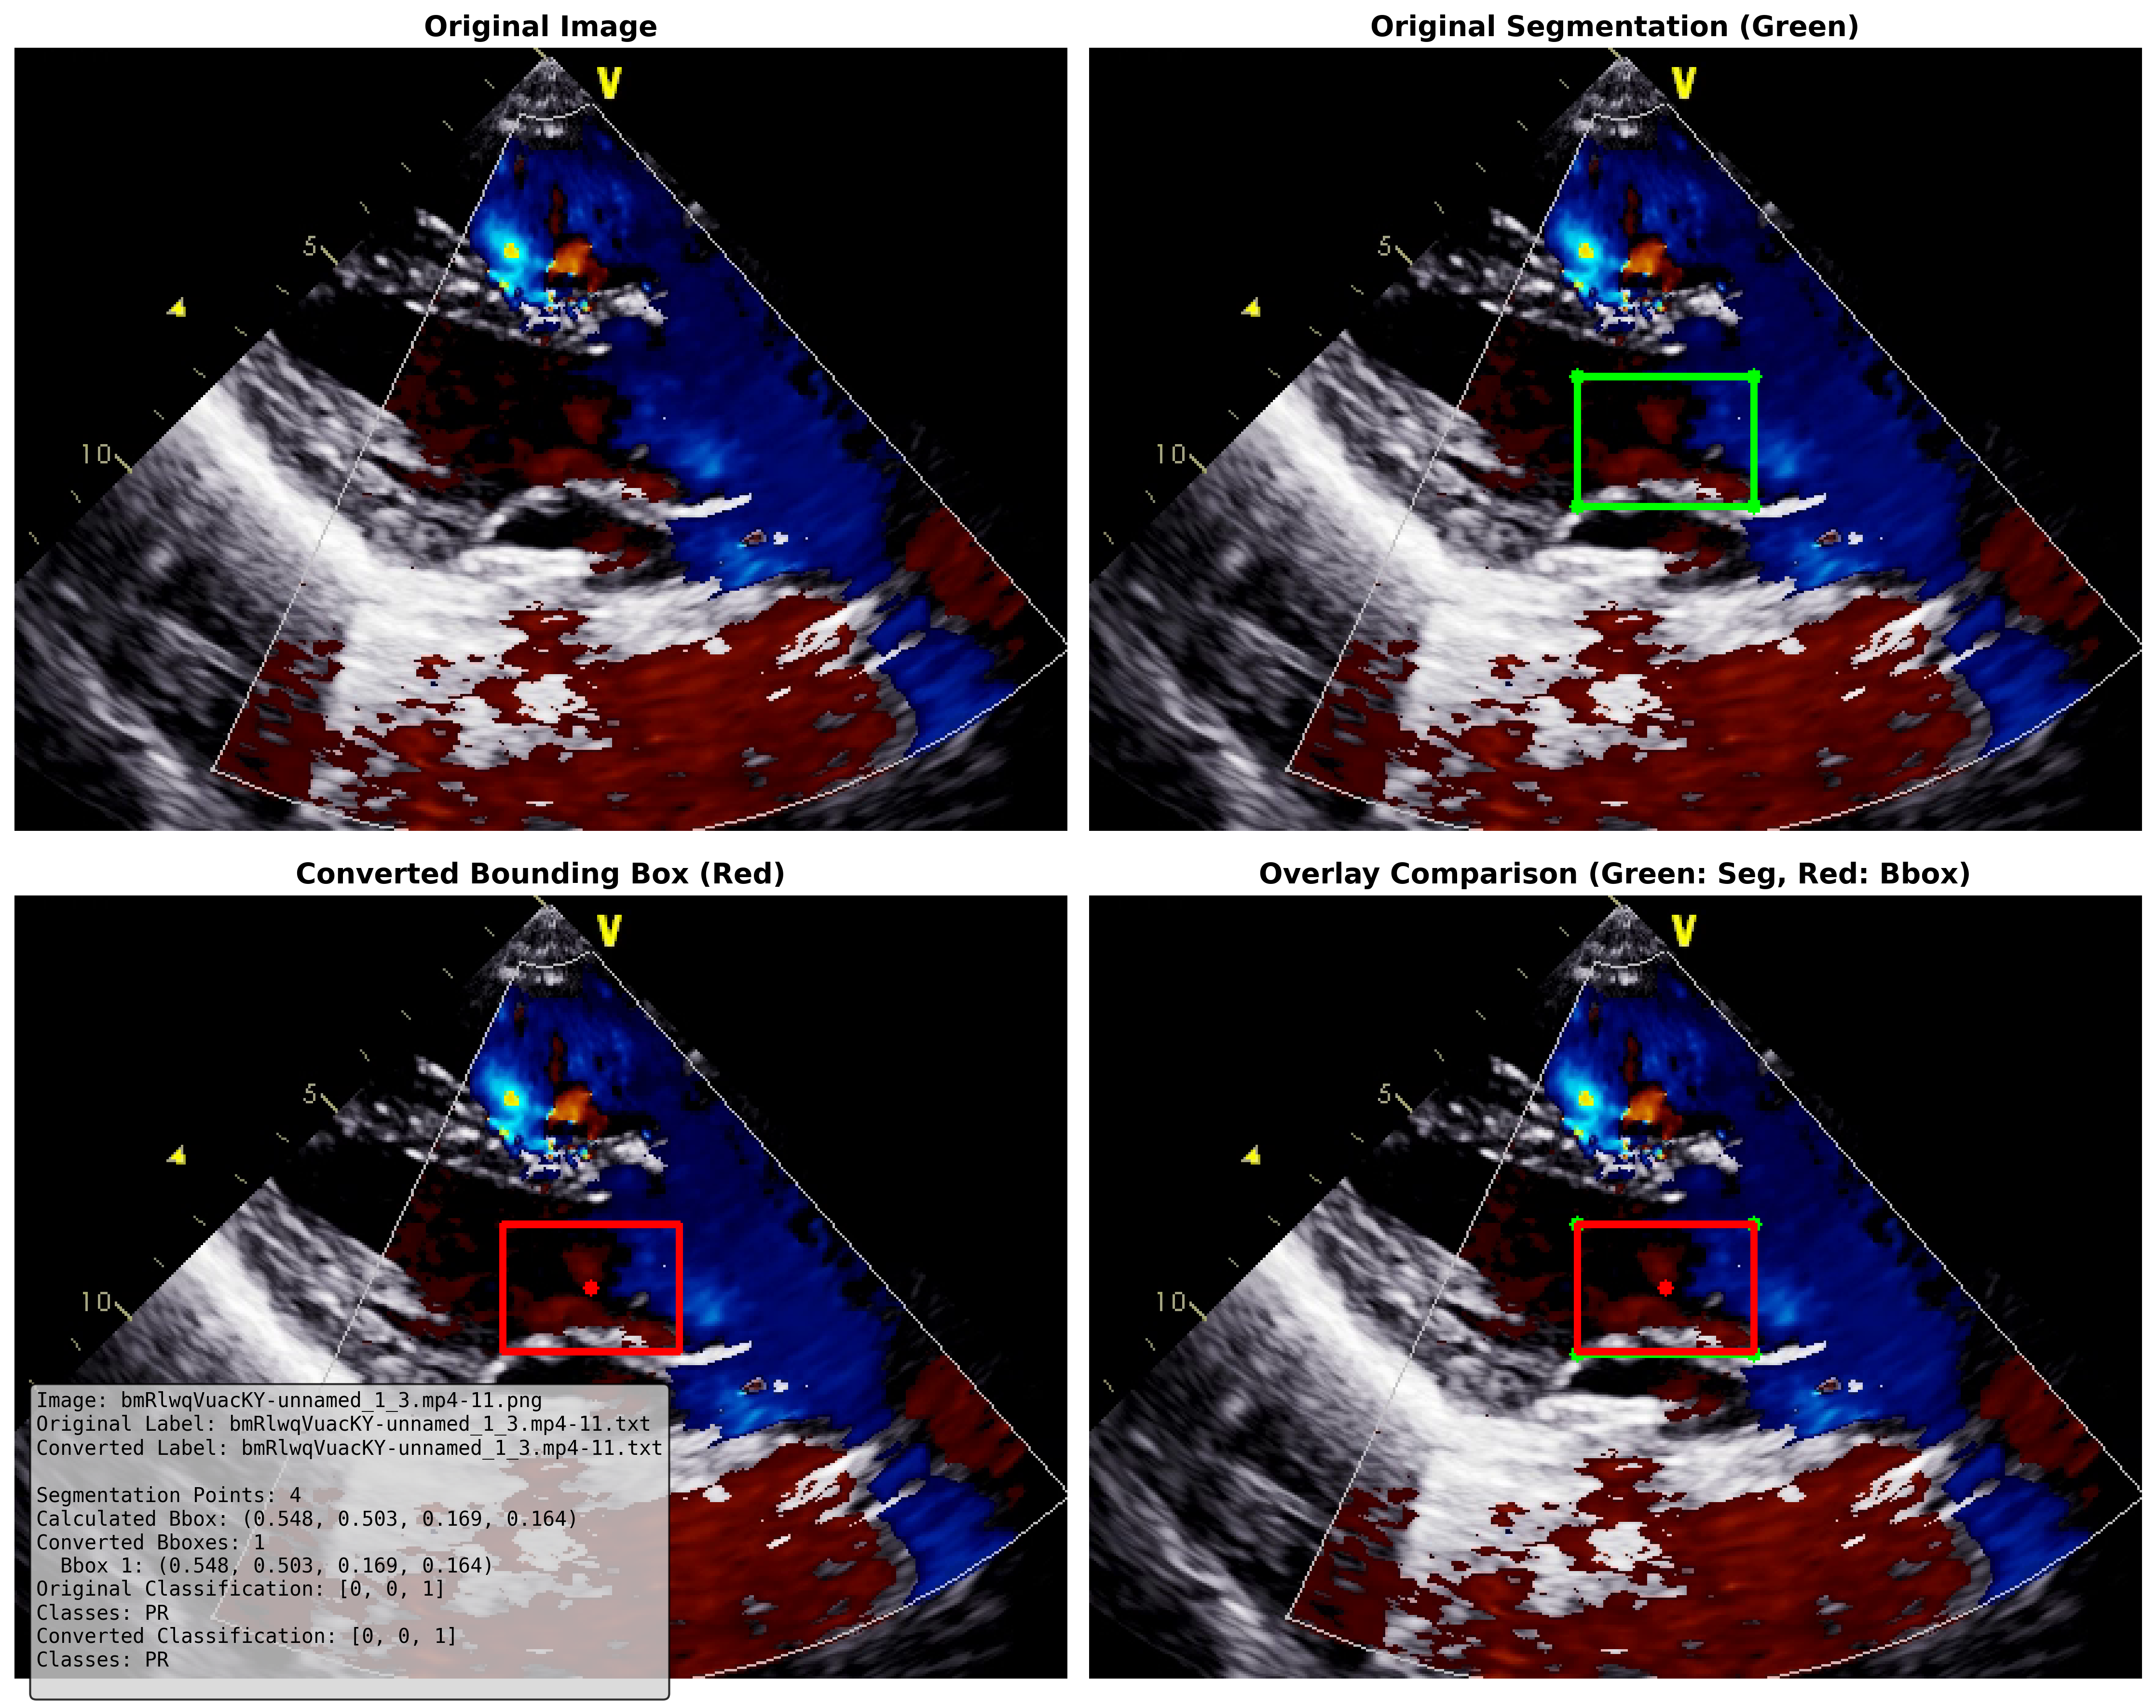 Original Image
Original Segmentation (Green)
V
5
10
V
5
10
Converted Bounding Box (Red)
Overlay Comparison (Green: Seg, Red: Bbox)
V
5
10
Image: bmRlwqVuacKY-unnamed_1_3.mp4-11.png
Original Label: bmRlwqVuacKY-unnamed_1_3.mp4-11.txt
Converted Label: bmRlwqVuacKY-unnamed_1_3.mp4-11.txt
Segmentation Points: 4
Calculated Bbox: (0.548, 0.503, 0.169, 0.164)
Converted Bboxes: 1
Bbox 1: (0.548, 0.503, 0.169, 0.164)
Original Classification: [0, 0, 1]
Classes: PR
Converted Classification: [0, 0, 1]
Classes: PR
V
5
10